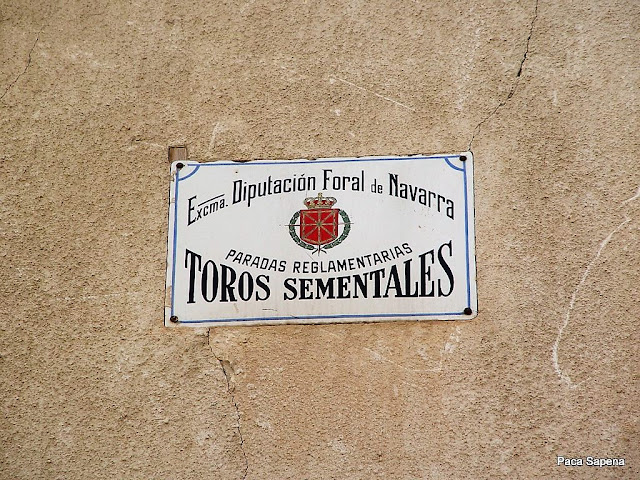 Excma. Diputación Foral de Navarra
PARADAS REGLAMENTARIAS
TOROS SEMENTALES
Paca Sapena